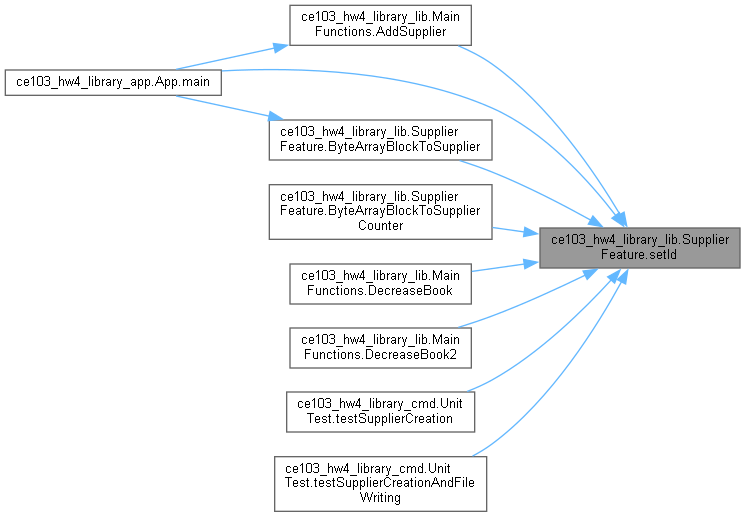 ce103_hw4_library_lib.Main
Functions.AddSupplier
ce103_hw4_library_app.App.main
ce103_hw4_library_lib.Supplier
Feature.ByteArrayBlockToSupplier
ce103_hw4_library_lib.Supplier
Feature.ByteArrayBlockToSupplier
Counter
ce103_hw4_library_lib.Supplier
Feature.setId
ce103_hw4_library_lib.Main
Functions.DecreaseBook
ce103_hw4_library_lib.Main
Functions.DecreaseBook2
ce103_hw4_library_cmd.Unit
Test.testSupplierCreation
ce103_hw4_library_cmd.Unit
Test.testSupplierCreationAndFile
Writing